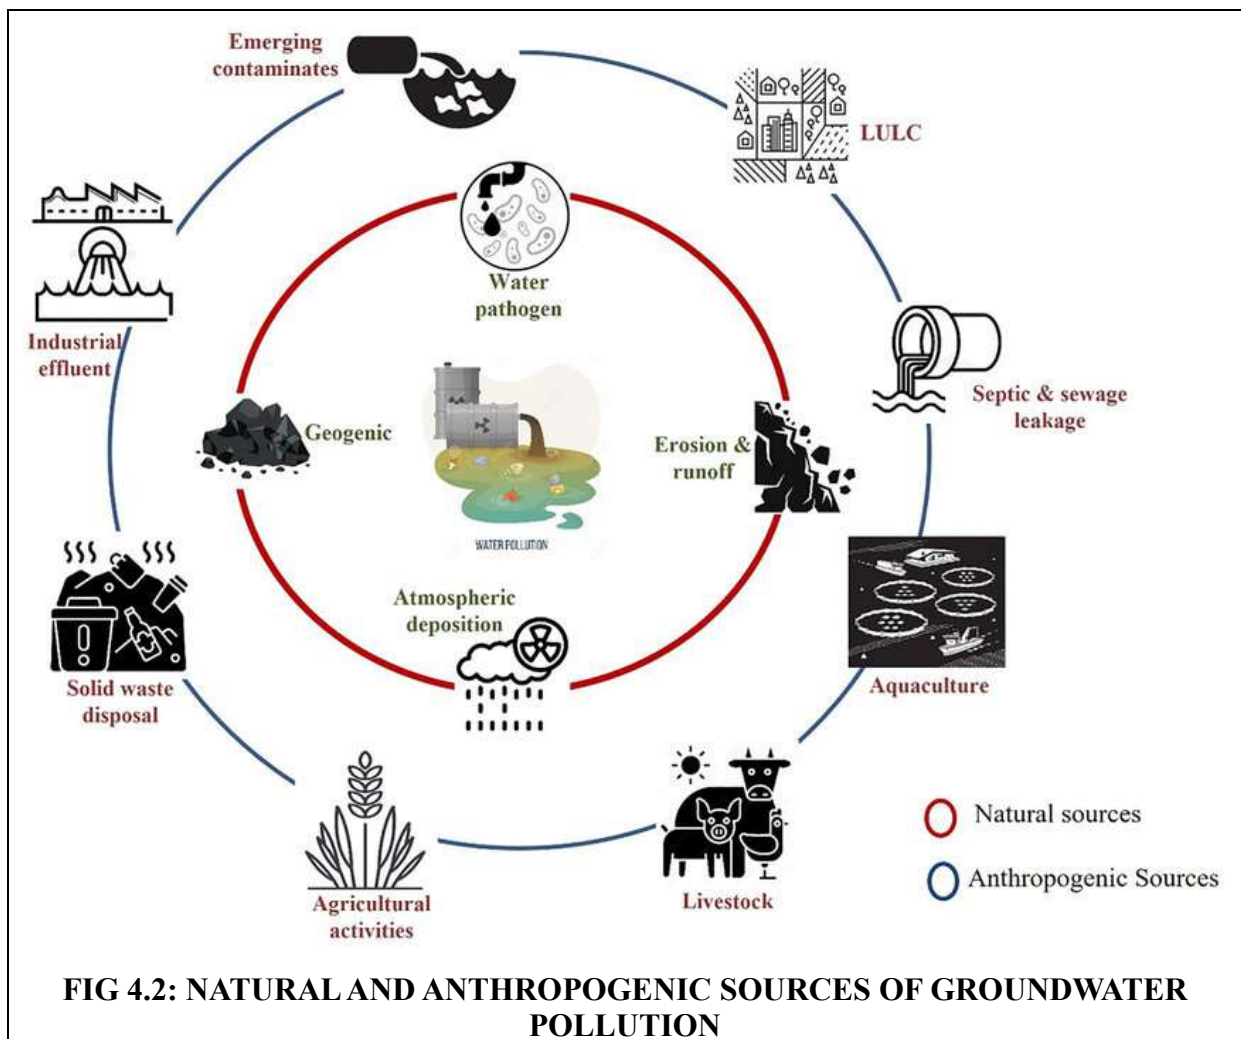 Emerging
contaminates
LULC
Water
pathogen
Industrial
effluent
Septic & sewage
leakage
Geogenic
Erosion &
runoff
WATER POLLUTION
Atmospheric
deposition
Solid waste
disposal
Aquaculture
Agricultural
activities
Livestock
Natural sources
Anthropogenic Sources
FIG 4.2: NATURAL AND ANTHROPOGENIC SOURCES OF GROUNDWATER
POLLUTION